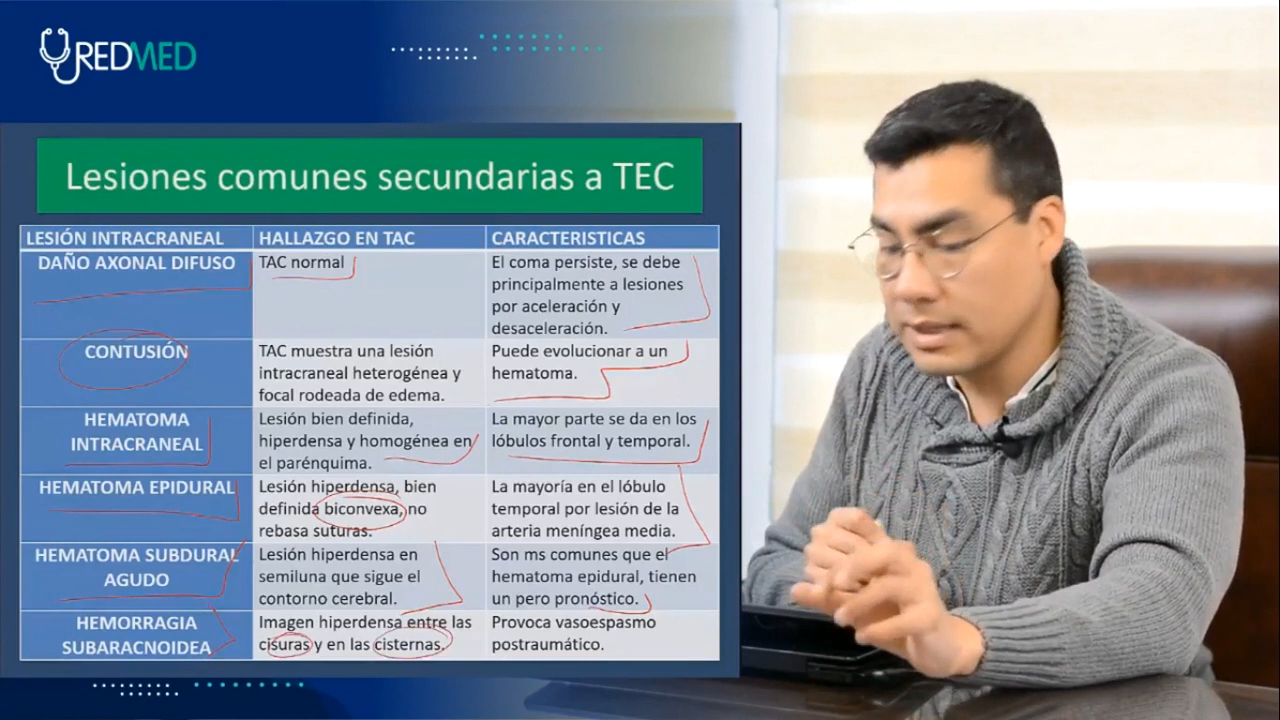 REDMED
Lesiones comunes secundarias a TEC
LESIÓN INTRACRANEAL
HALLAZGO EN TAC
CARACTERISTICAS
DAÑO AXONAL DIFUSO
TAC normal
El coma persiste, se debe
principalmente a lesiones
por aceleración y
desaceleración.
CONTUSIÓN
TAC muestra una lesión
intracraneal heterogénea y
focal rodeada de edema.
Puede evolucionar a un
hematoma.
HEMATOMA
INTRACRANEAL
Lesión bien definida,
hiperdensa y homogénea en
el parénquima.
La mayor parte se da en los
lóbulos frontal y temporal.
HEMATOMA EPIDURAL
Lesión hiperdensa, bien
definida biconvexa, no
rebasa suturas.
La mayoría en el lóbulo
temporal por lesión de la
arteria meníngea media.
HEMATOMA SUBDURAL
AGUDO
Lesión hiperdensa en
semiluna que sigue el
contorno cerebral.
Son ms comunes que el
hematoma epidural, tienen
un pero pronóstico.
HEMORRAGIA
SUBARACNOIDEA
Imagen hiperdensa entre las
cisuras y en las cisternas.
Provoca vasoespasmo
postraumático.